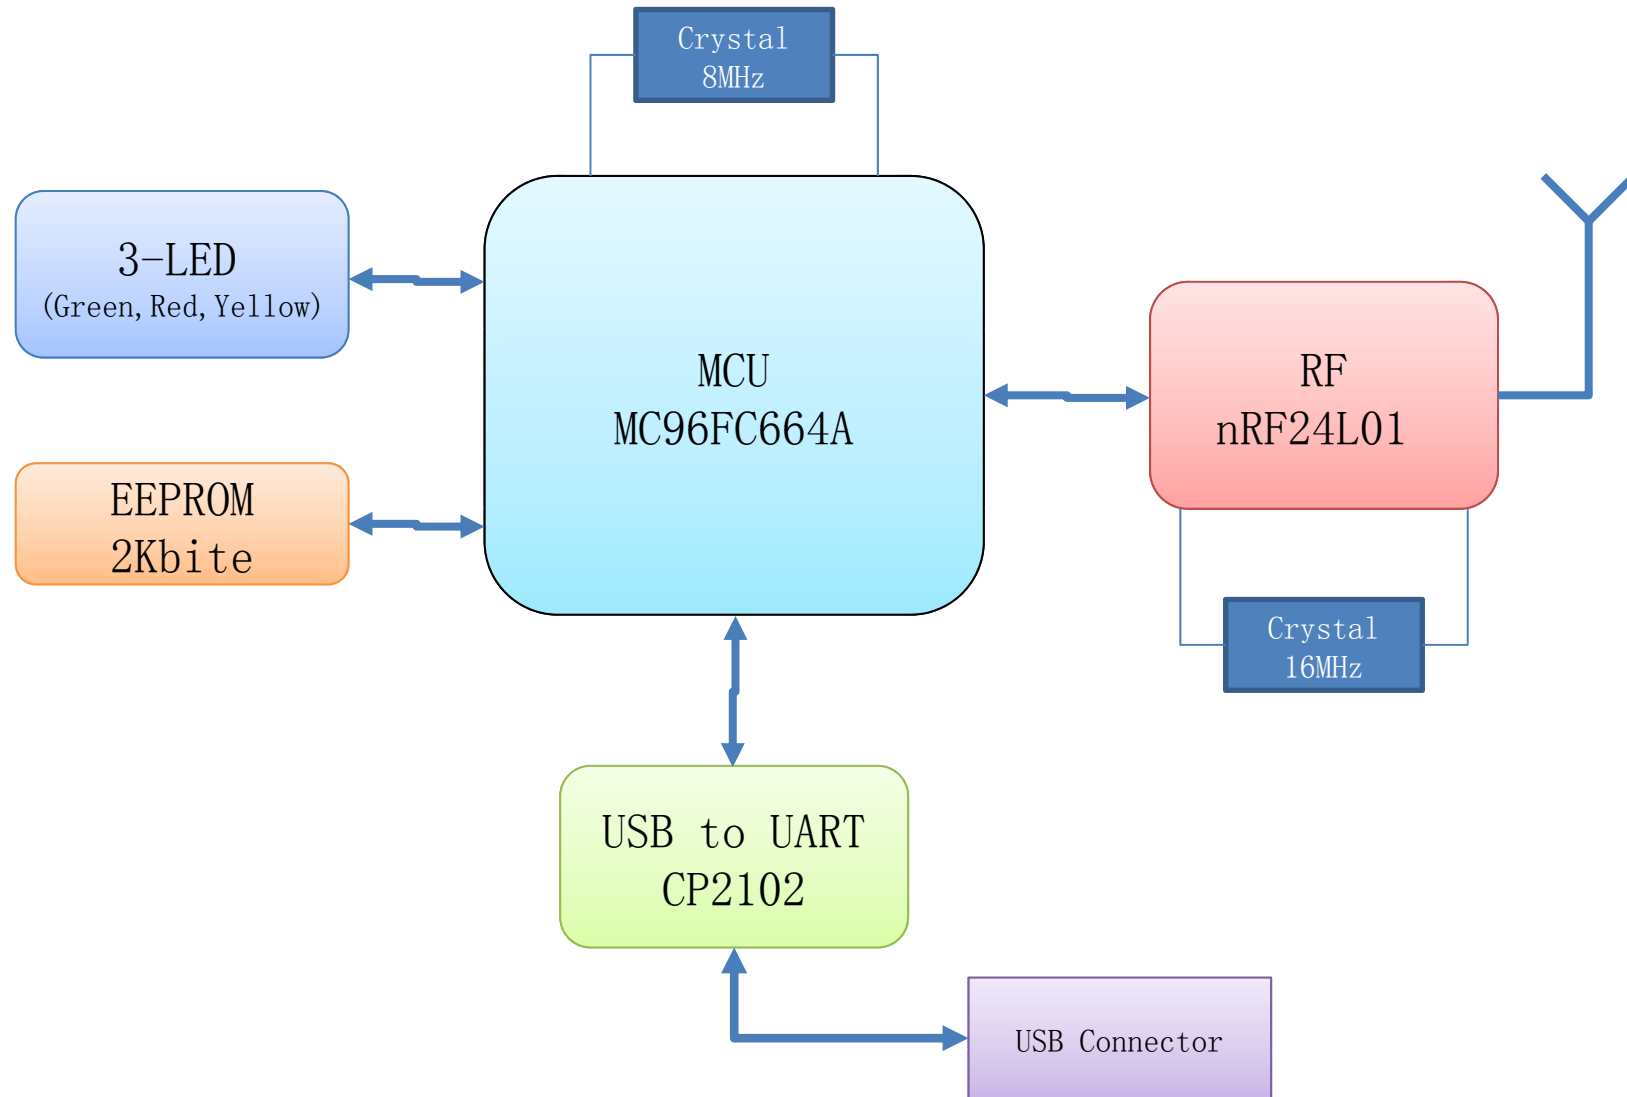 Crystal
8MHz
3-LED
(Green,Red,Yellow)
MCU
MC96FC664A
RF
nRF24L01
EEPROM
2Kbite
Crystal
16MHz
USB to UART
CP2102
USB Connector